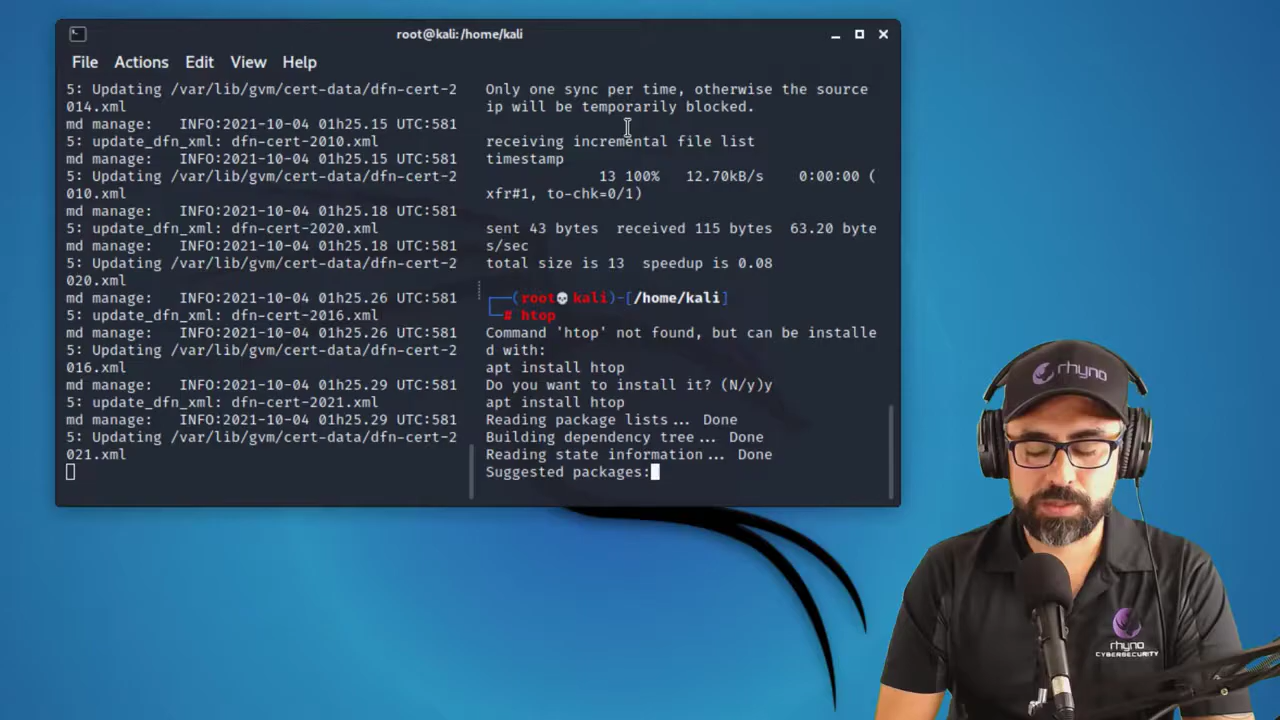 root@kali:/home/kali
File Actions Edit View Help
5: Updating /var/lib/gvm/cert-data/dfn-cert-2
014.xml
md manage:   INFO:2021-10-04 01h25.15 UTC:581
5: update_dfn_xml: dfn-cert-2010.xml
md manage:   INFO:2021-10-04 01h25.15 UTC:581
5: Updating /var/lib/gvm/cert-data/dfn-cert-2
010.xml
md manage:   INFO:2021-10-04 01h25.18 UTC:581
5: update_dfn_xml: dfn-cert-2020.xml
md manage:   INFO:2021-10-04 01h25.18 UTC:581
5: Updating /var/lib/gvm/cert-data/dfn-cert-2
020.xml
md manage:   INFO:2021-10-04 01h25.26 UTC:581
5: update_dfn_xml: dfn-cert-2016.xml
md manage:   INFO:2021-10-04 01h25.26 UTC:581
5: Updating /var/lib/gvm/cert-data/dfn-cert-2
016.xml
md manage:   INFO:2021-10-04 01h25.29 UTC:581
5: update_dfn_xml: dfn-cert-2021.xml
md manage:   INFO:2021-10-04 01h25.29 UTC:581
5: Updating /var/lib/gvm/cert-data/dfn-cert-2
021.xml
Only one sync per time, otherwise the source
ip will be temporarily blocked.
receiving incremental file list
timestamp
13 100%   12.70kB/s    0:00:00 (
xfr#1, to-chk=0/1)
sent 43 bytes  received 115 bytes  63.20 byte
s/sec
total size is 13  speedup is 0.08
(root💀kali)-[/home/kali]
# htop
Command 'htop' not found, but can be installe
d with:
apt install htop
Do you want to install it? (N/y)y
apt install htop
Reading package lists... Done
Building dependency tree... Done
Reading state information... Done
Suggested packages:
rhyno
rhyno
CYBERSECURITY